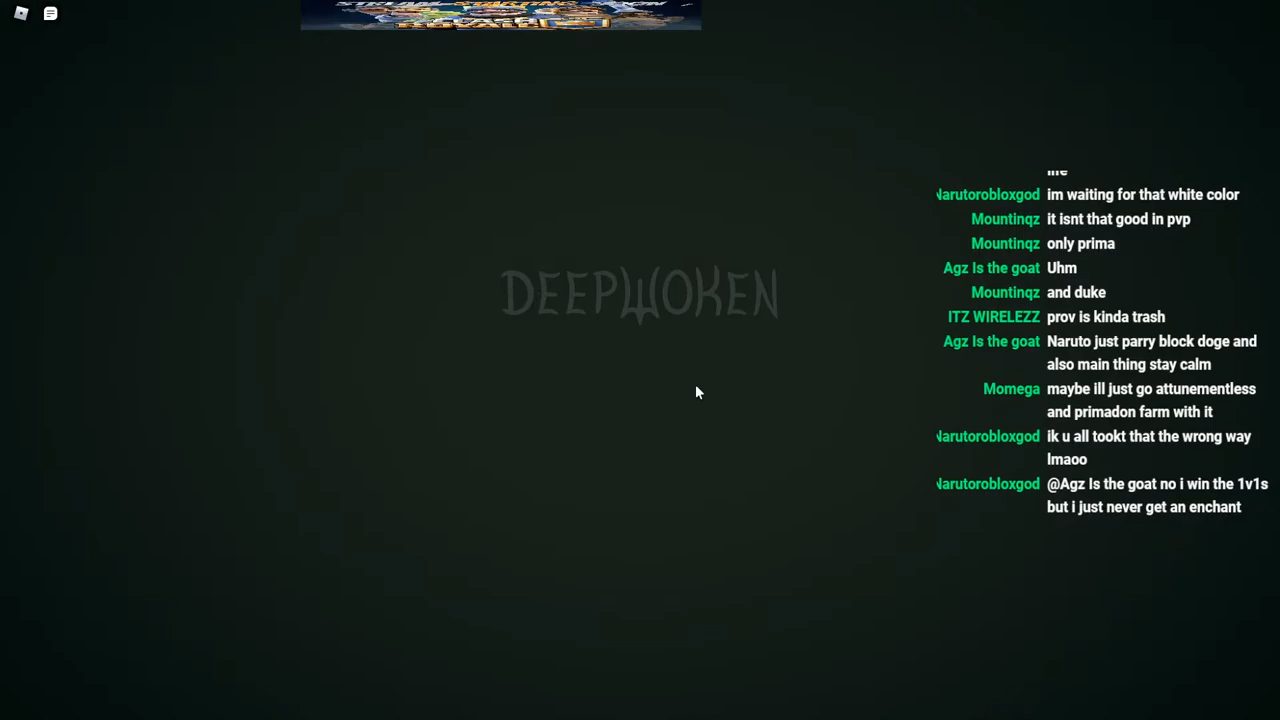 DEEPWOKEN
Narutorobloxgod im waiting for that white color
Mountinqz it isnt that good in pvp
Mountinqz only prima
Agz Is the goat Uhm
Mountinqz and duke
ITZ WIRELEZZ prov is kinda trash
Agz Is the goat Naruto just parry block doge and
also main thing stay calm
Momega maybe ill just go attunementless
and primadon farm with it
Narutorobloxgod ik u all tookt that the wrong way
lmaoo
Narutorobloxgod @Agz Is the goat no i win the 1v1s
but i just never get an enchant